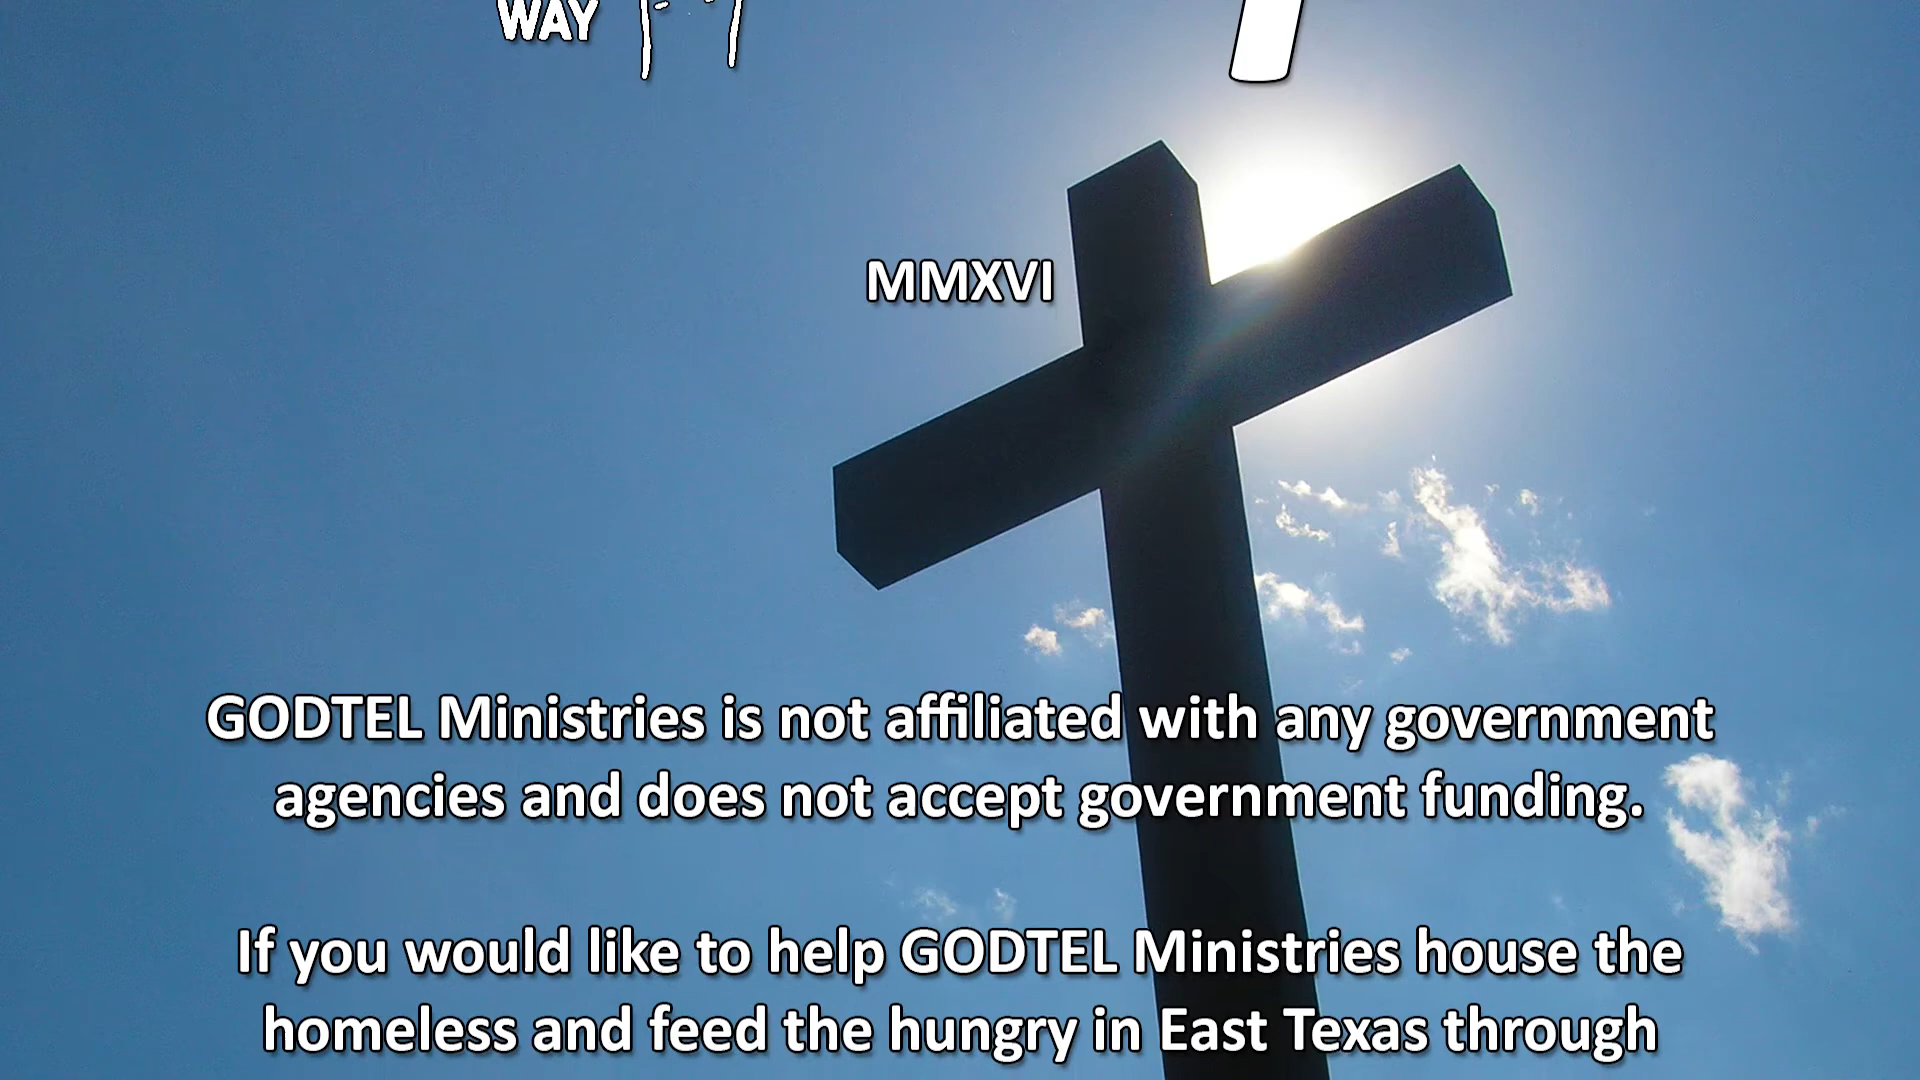 WAY
MMXVI
GODTEL Ministries is not affiliated with any government
agencies and does not accept government funding.
If you would like to help GODTEL Ministries house the
homeless and feed the hungry in East Texas through